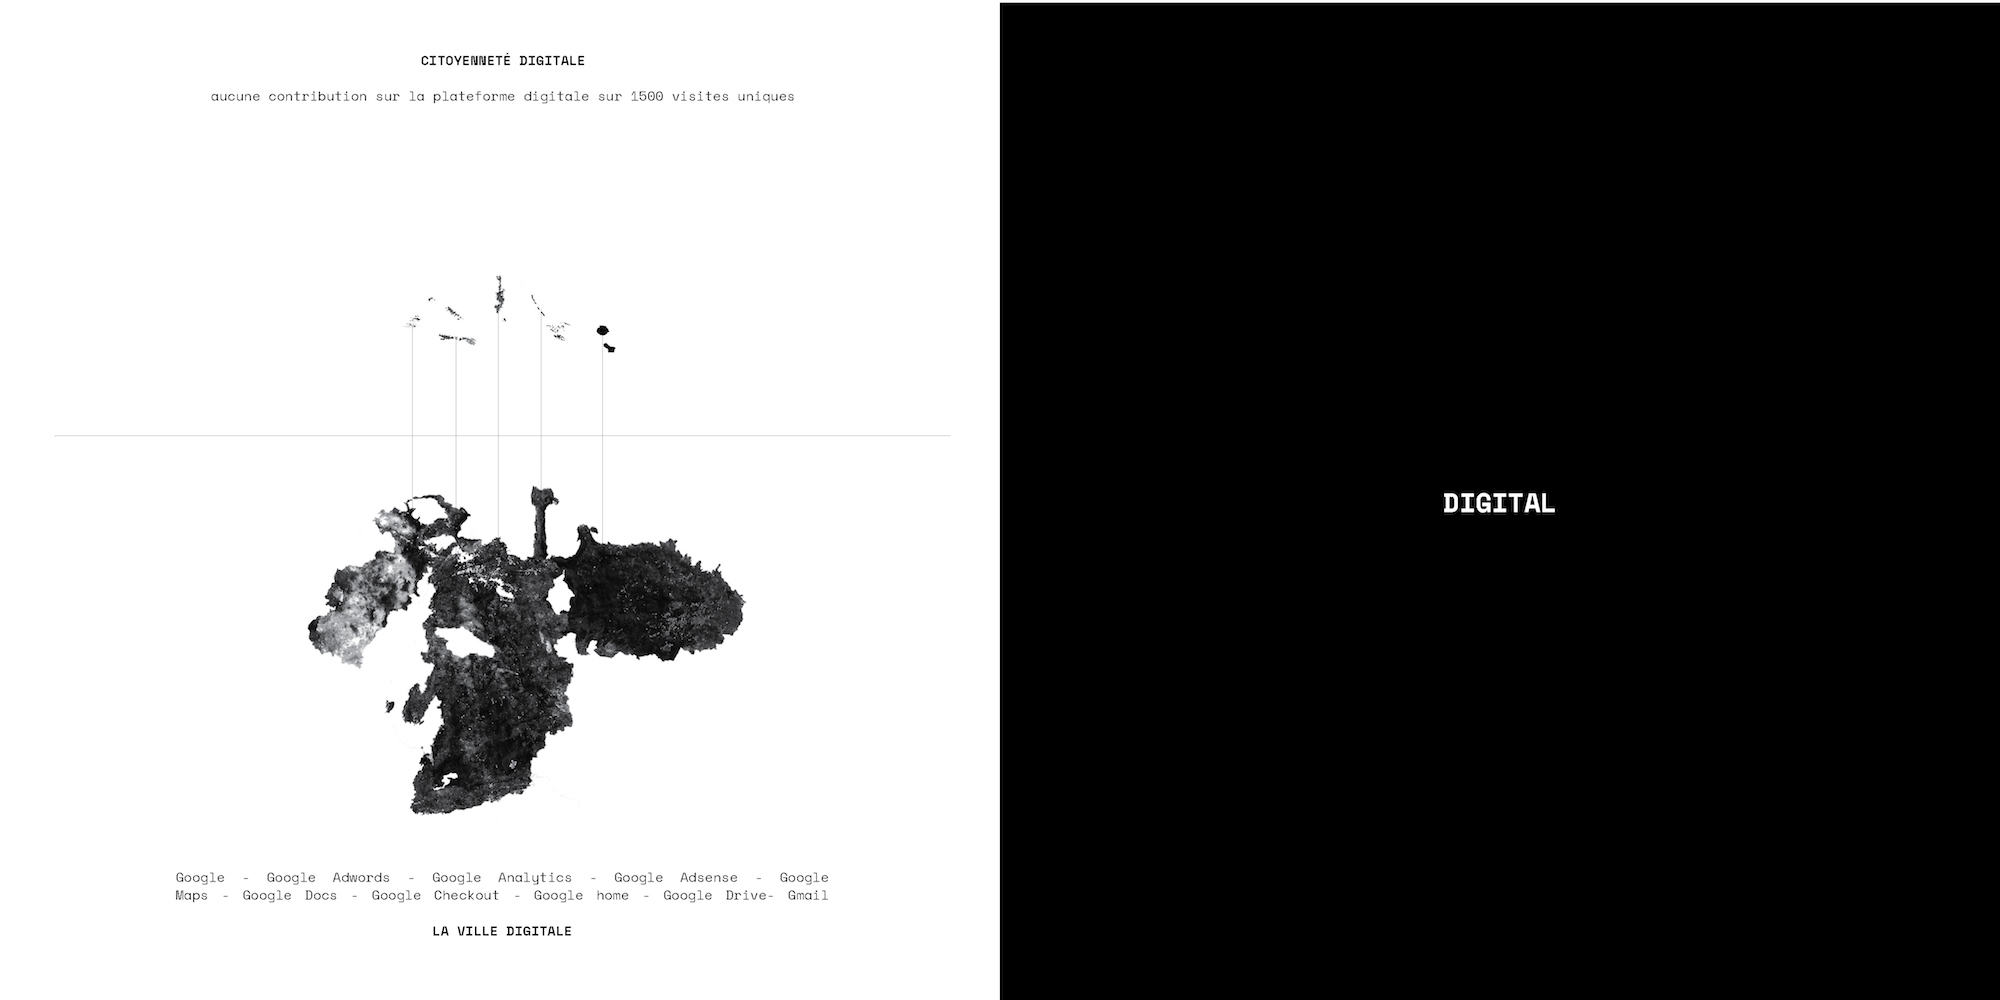 CITOYENNETÉ DIGITALE
aucune contribution sur la plateforme digitale sur 1500 visites uniques
Google - Google Adwords - Google Analytics - Google Adsense - Google
Maps - Google Docs - Google Checkout - Google home - Google Drive- Gmail
LA VILLE DIGITALE
DIGITAL